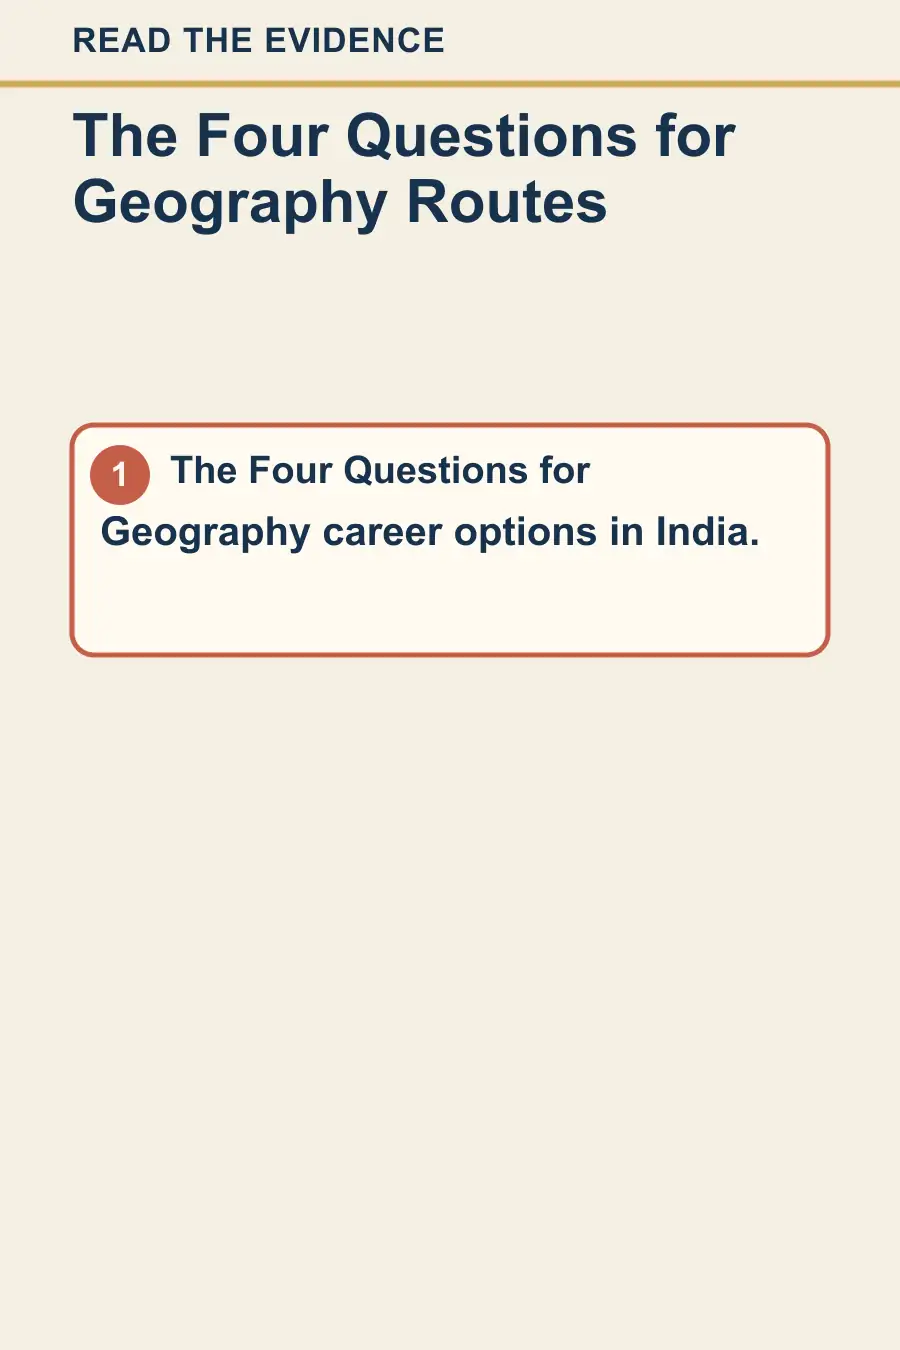 READ THE EVIDENCE
The Four Questions for
Geography Routes
1 The Four Questions for
Geography career options in India.